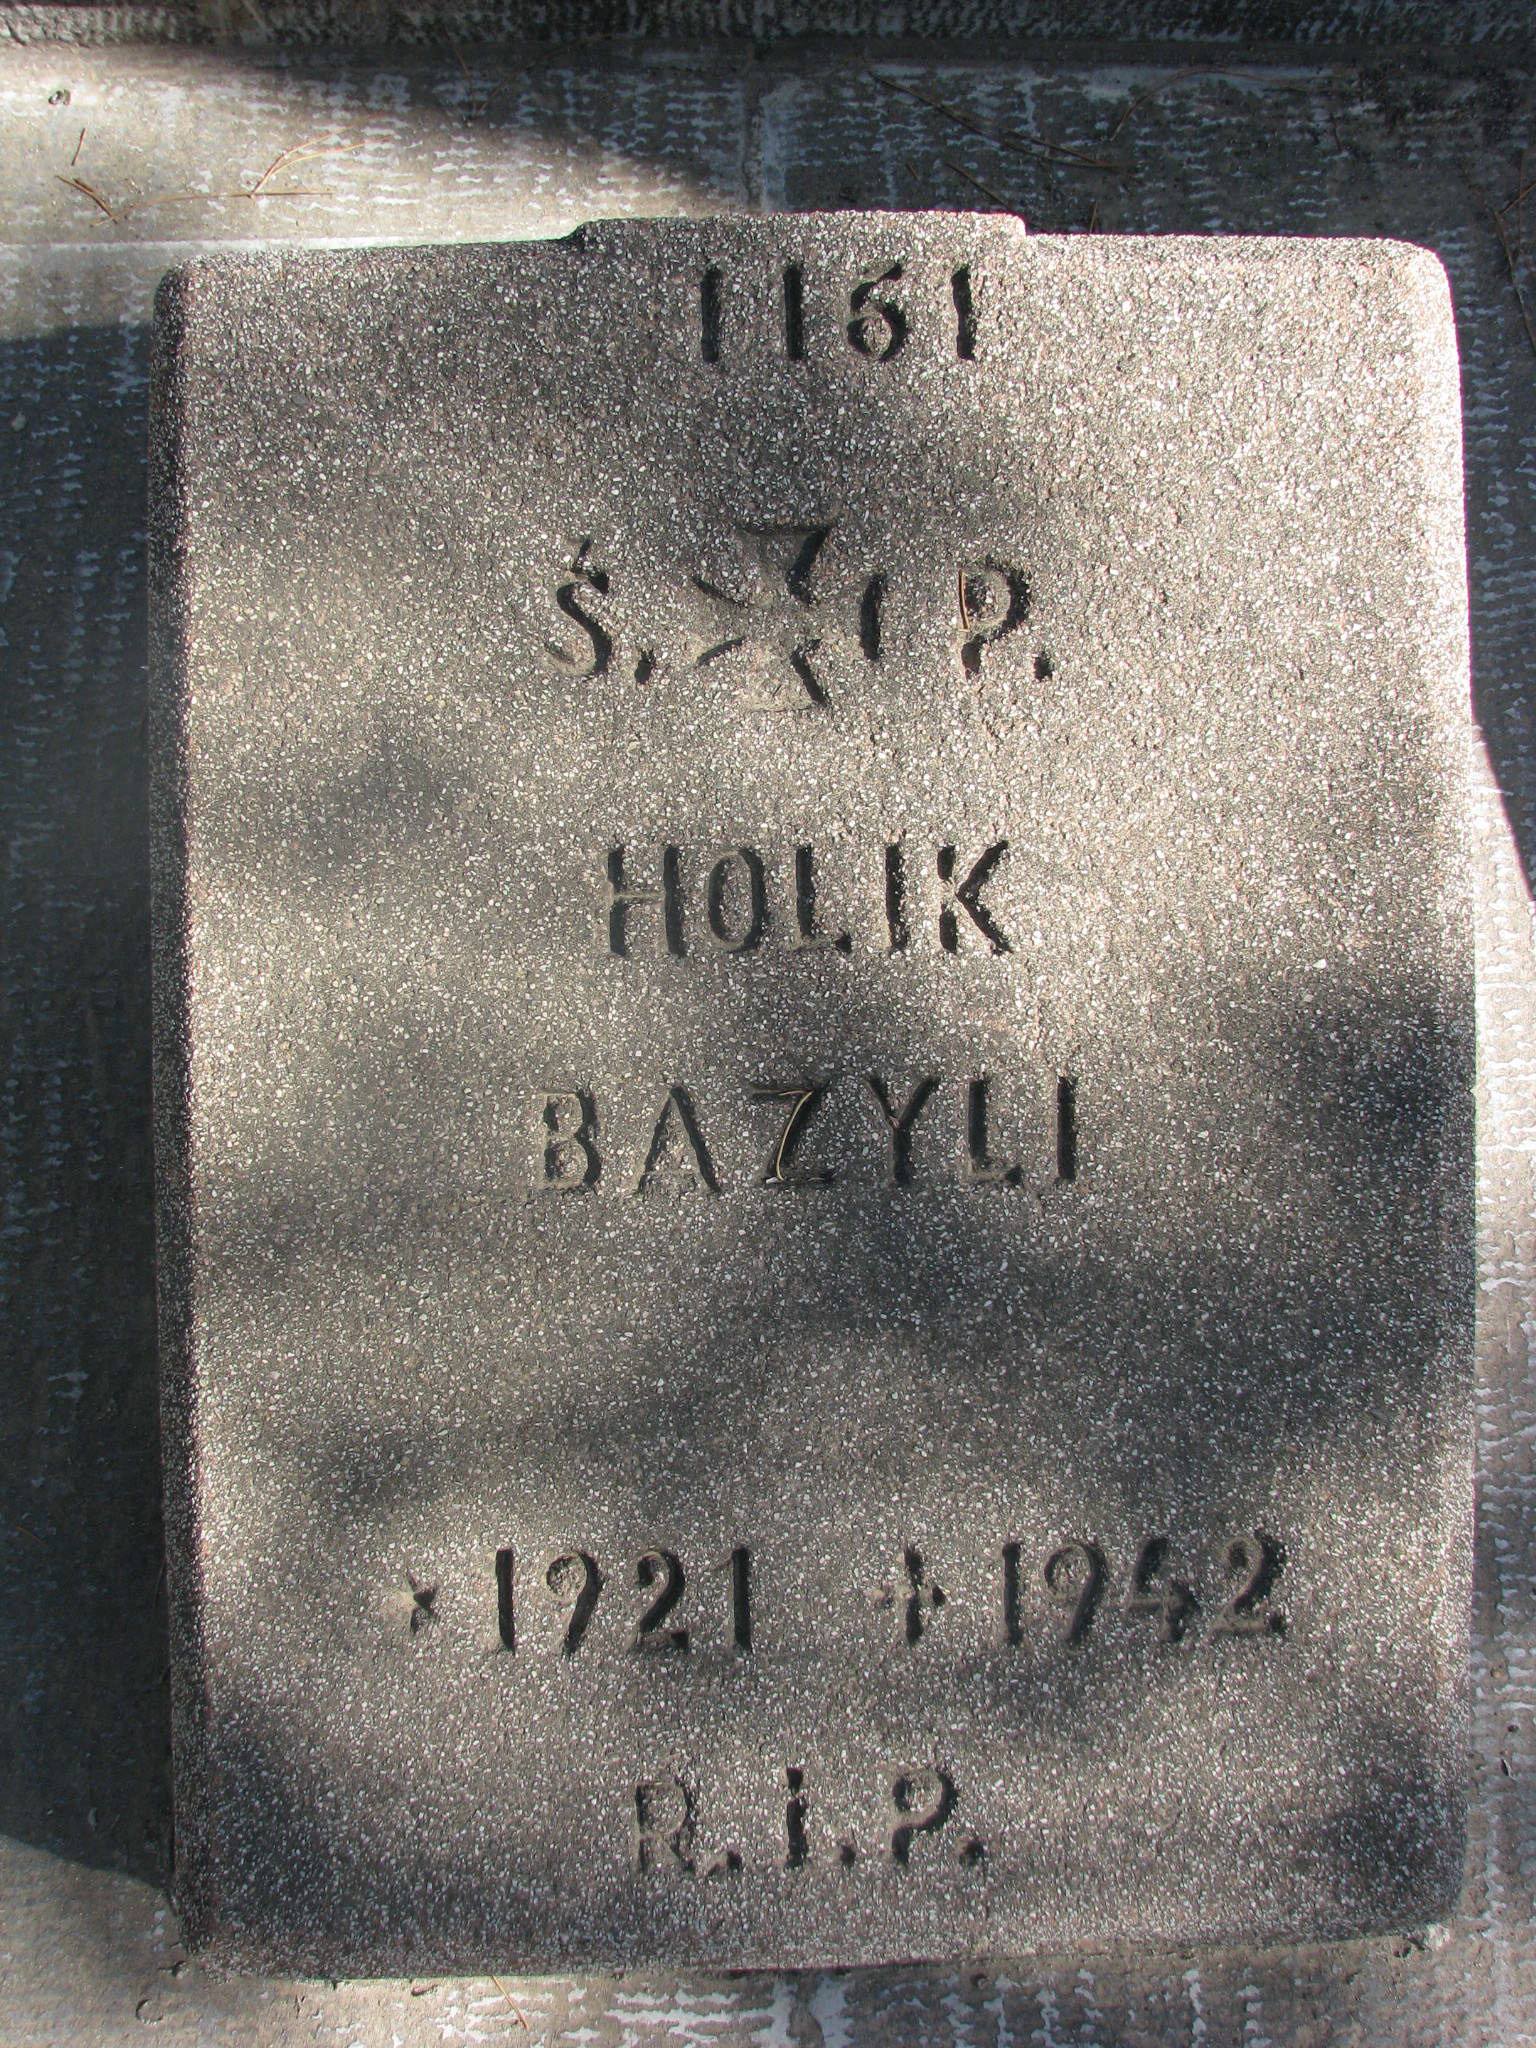 1161
Ś. P.
HOLIK
BAZYLI
* 1921 + 1942
R.I.P.